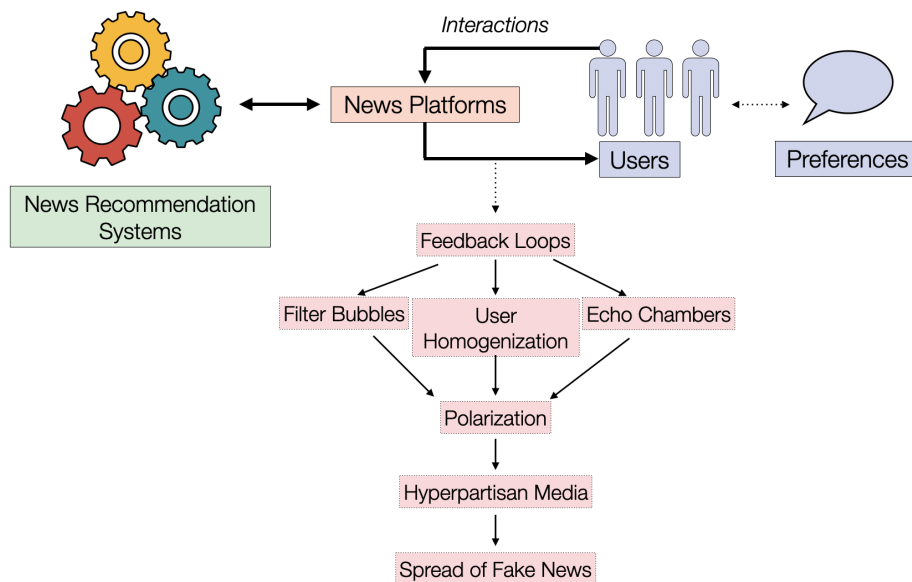 Interactions
News Platforms
Users
Preferences
News Recommendation
Systems
Feedback Loops
Filter Bubbles
User
Homogenization
Echo Chambers
Polarization
Hyperpartisan Media
Spread of Fake News